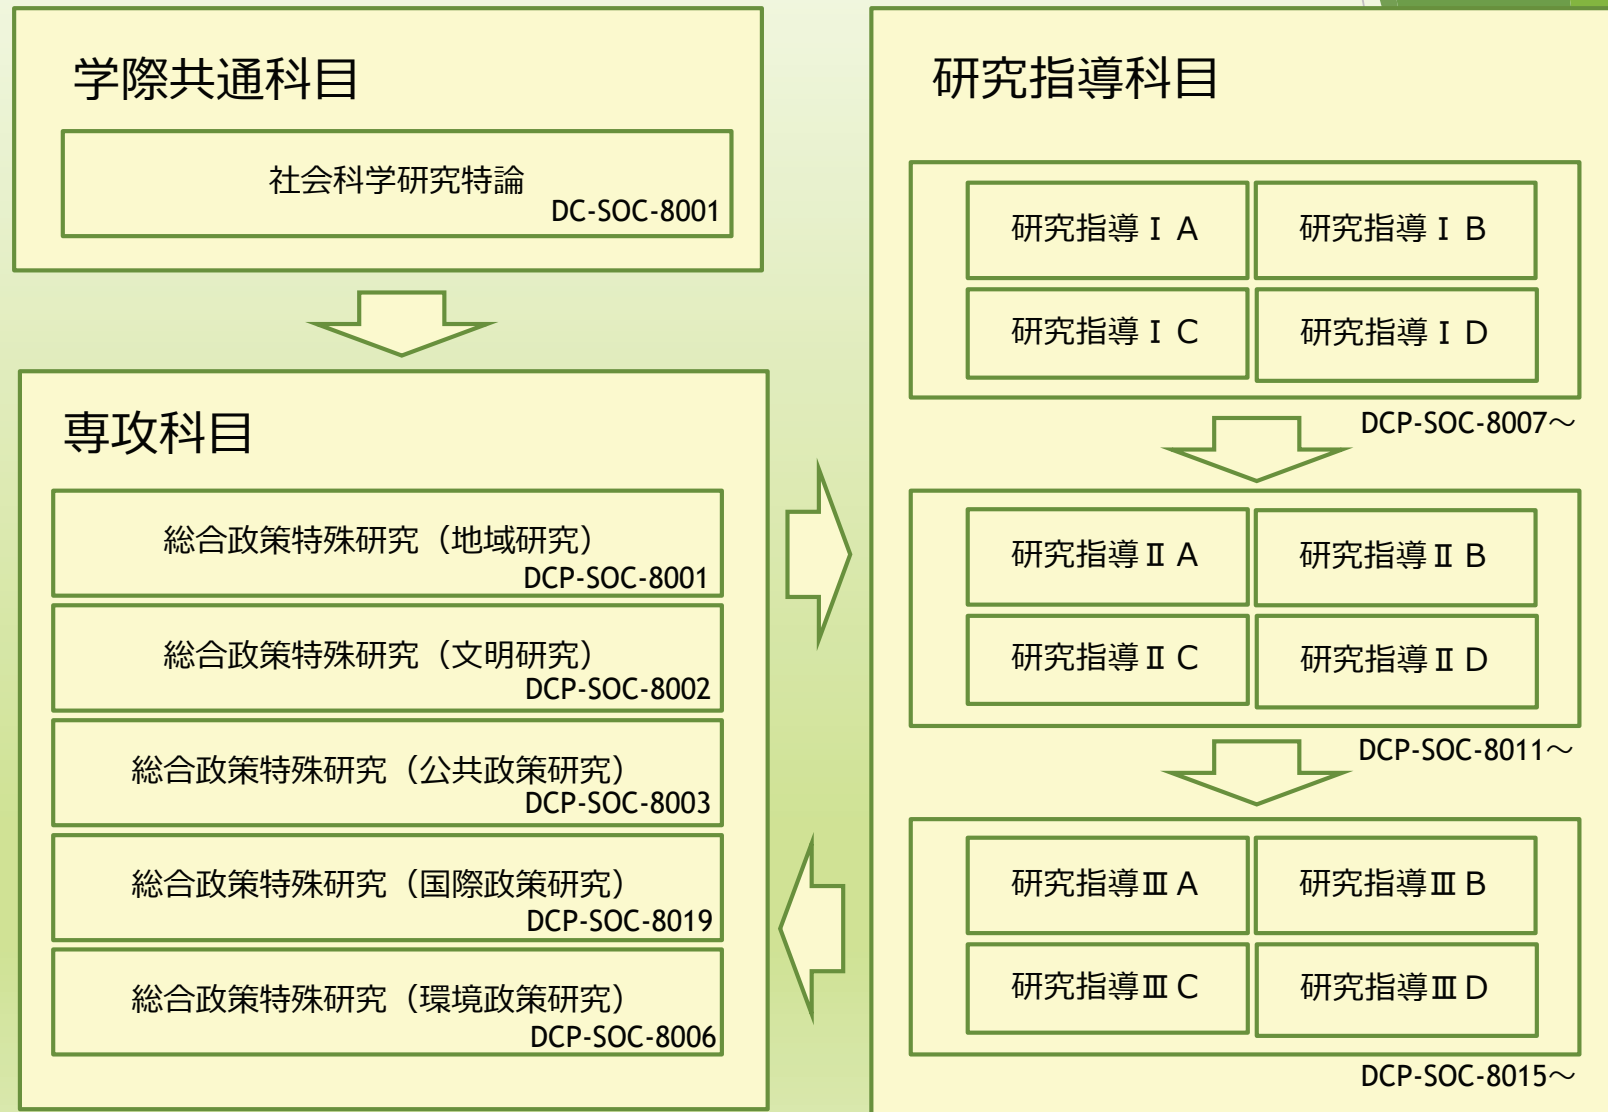 学際共通科目
社会科学研究特論
DC-SOC-8001
専攻科目
総合政策特殊研究（地域研究）
DCP-SOC-8001
総合政策特殊研究（文明研究）
DCP-SOC-8002
総合政策特殊研究（公共政策研究）
DCP-SOC-8003
総合政策特殊研究（国際政策研究）
DCP-SOC-8019
総合政策特殊研究（環境政策研究）
DCP-SOC-8006
研究指導科目
研究指導Ⅰ A
研究指導Ⅰ B
研究指導Ⅰ C
研究指導Ⅰ D
DCP-SOC-8007～
研究指導Ⅱ A
研究指導Ⅱ B
研究指導Ⅱ C
研究指導Ⅱ D
DCP-SOC-8011～
研究指導Ⅲ A
研究指導Ⅲ B
研究指導Ⅲ C
研究指導Ⅲ D
DCP-SOC-8015～